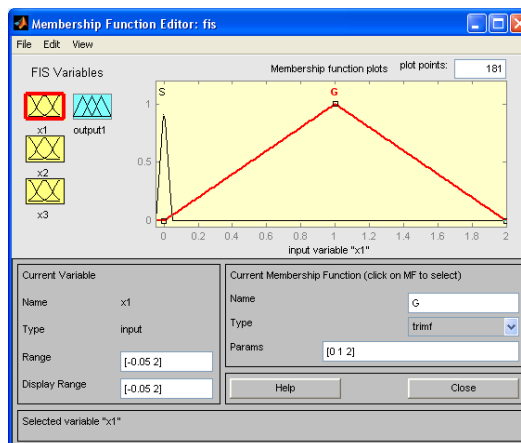 Membership Function Editor: fis
File Edit View
FIS Variables
Membership function plots
plot points:
181
x1
output1
x2
x3
S
G
1
0.5
0
0 0.2 0.4 0.6 0.8 1 1.2 1.4 1.6 1.8 2
input variable "x1"
Current Variable
Name x1
Type input
Range [-0.05 2]
Display Range [-0.05 2]
Current Membership Function (click on MF to select)
Name G
Type trimf
Params [0 1 2]
Help Close
Selected variable "x1"